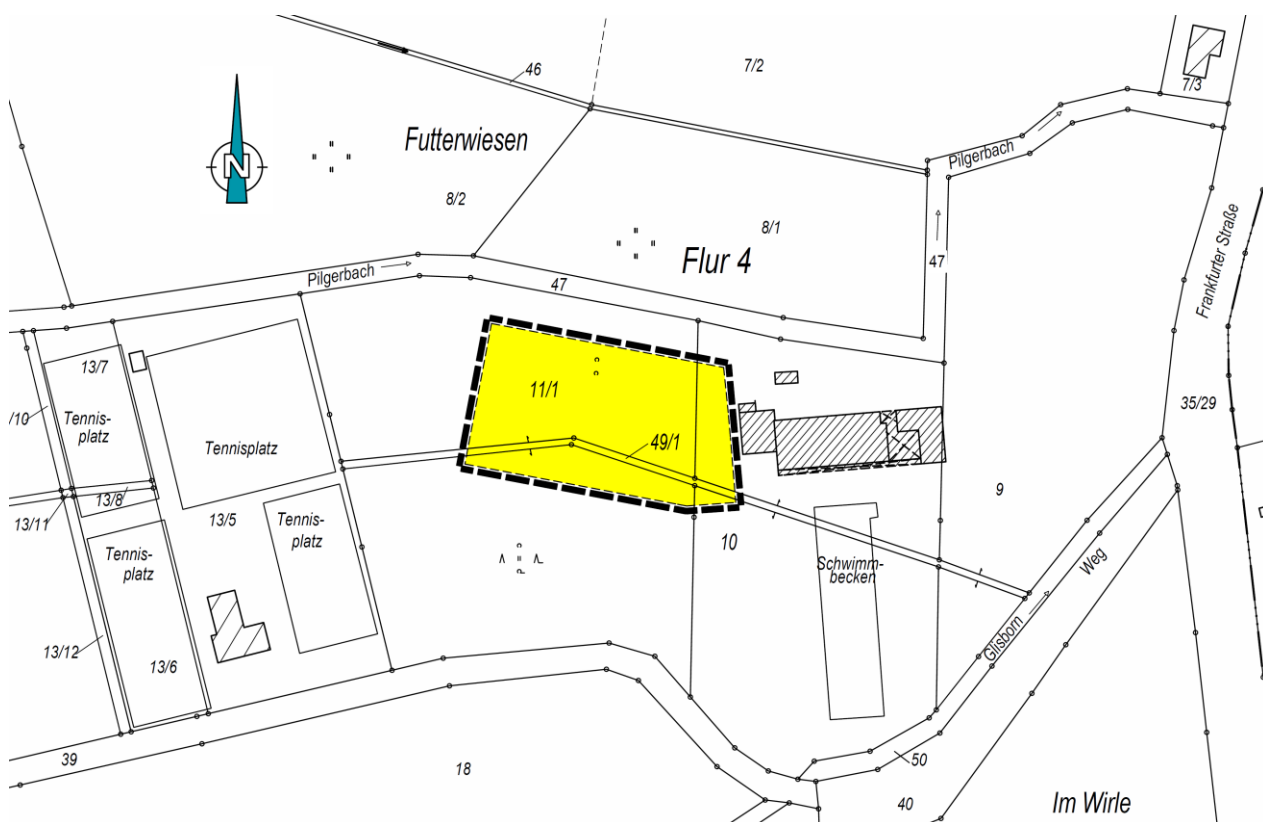 46
7/2
7/3
N
Futterwiesen
Pilgerbach
8/2
8/1
Flur 4
47
Frankfurter Straße
Pilgerbach
47
13/7
11/1
35/29
/10
Tennis-
platz
Tennisplatz
49/1
13/8
9
13/11
13/5
Tennis-
platz
10
Tennis-
platz
Schwimm-
becken
Weg
Glisborn
13/12
13/6
39
18
50
40
Im Wirle